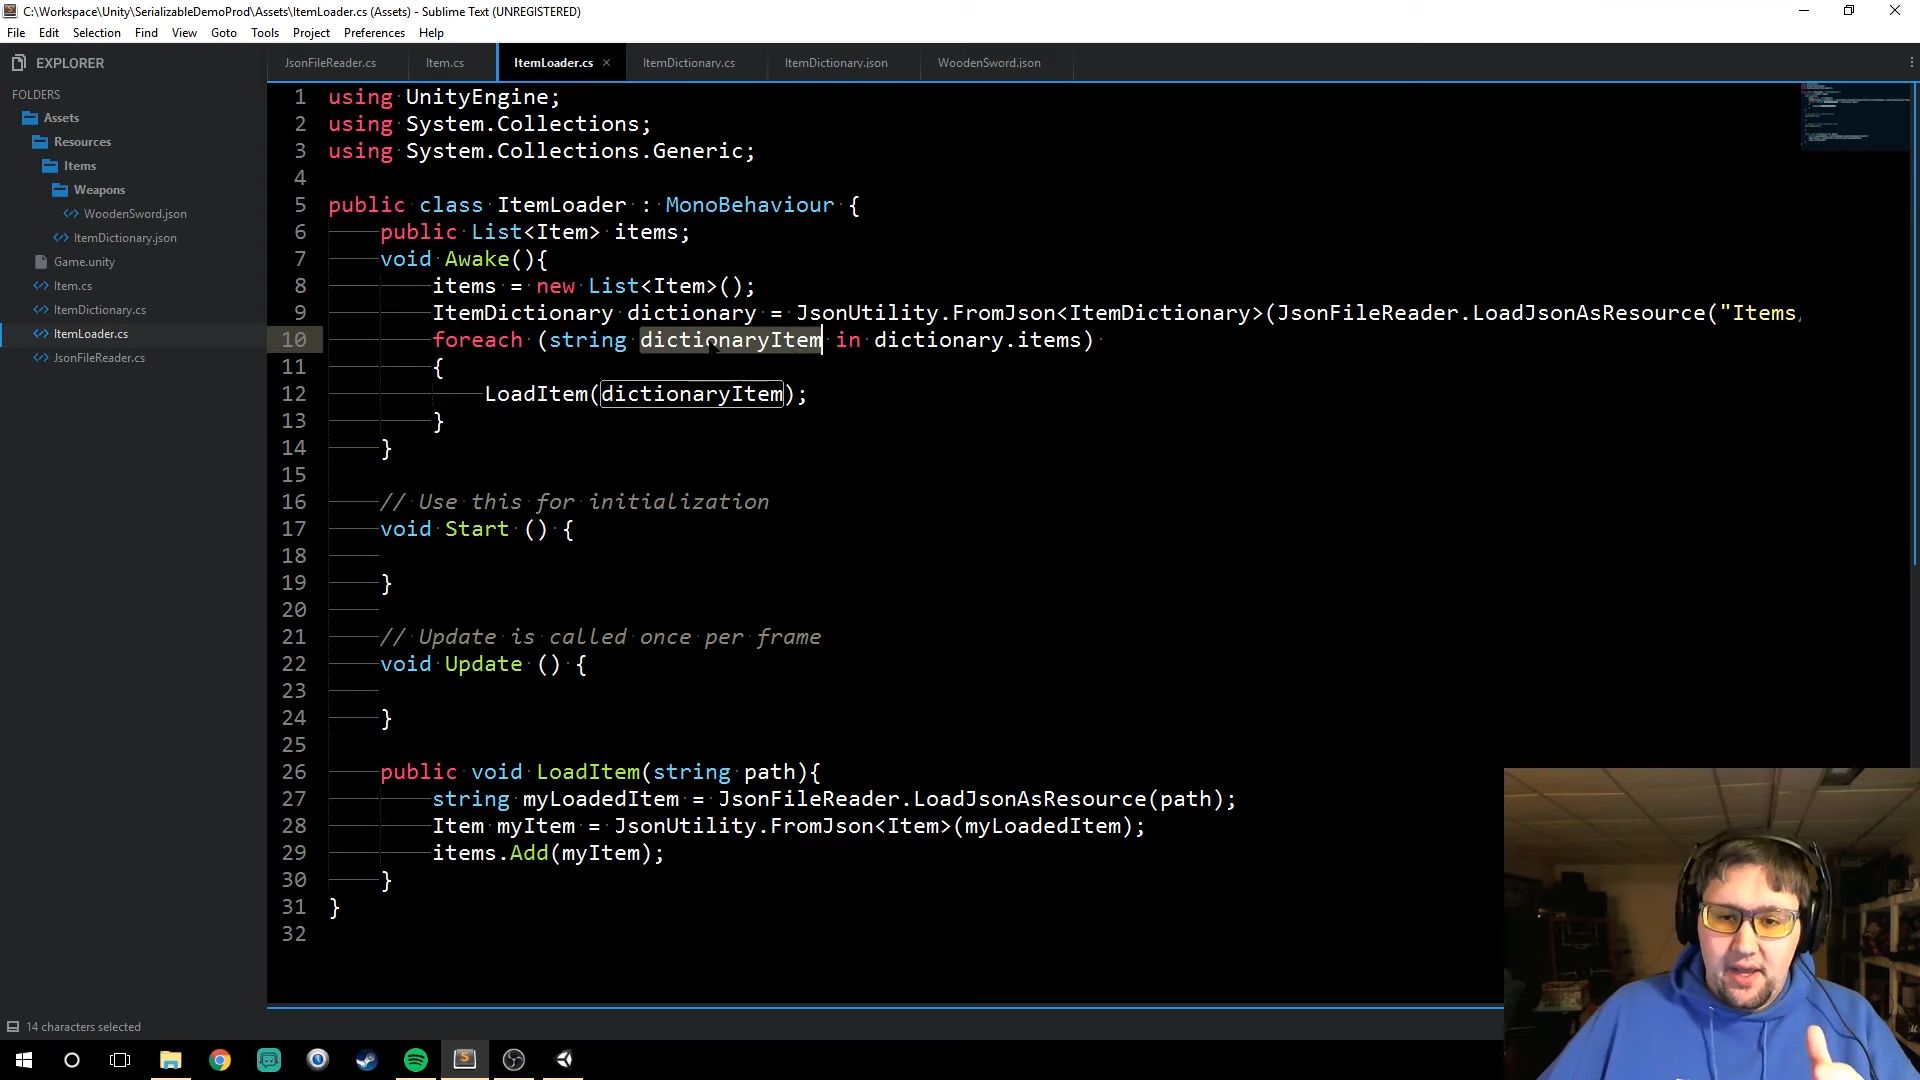 C:\Workspace\Unity\SerializableDemoProd\Assets\ItemLoader.cs (Assets) - Sublime Text (UNREGISTERED)
File Edit Selection Find View Goto Tools Project Preferences Help
EXPLORER
JsonFileReader.cs Item.cs ItemLoader.cs × ItemDictionary.cs ItemDictionary.json WoodenSword.json
FOLDERS
Assets
Resources
Items
Weapons
WoodenSword.json
ItemDictionary.json
Game.unity
Item.cs
ItemDictionary.cs
ItemLoader.cs
JsonFileReader.cs
1 using UnityEngine;
2 using System.Collections;
3 using System.Collections.Generic;
4
5 public class ItemLoader : MonoBehaviour {
6 public List<Item> items;
7 void Awake(){
8 items = new List<Item>();
9 ItemDictionary dictionary = JsonUtility.FromJson<ItemDictionary>(JsonFileReader.LoadJsonAsResource("Items/
10 foreach (string dictionaryItem in dictionary.items)
11 {
12 LoadItem(dictionaryItem);
13 }
14 }
15
16 // Use this for initialization
17 void Start () {
18
19 }
20
21 // Update is called once per frame
22 void Update () {
23
24 }
25
26 public void LoadItem(string path){
27 string myLoadedItem = JsonFileReader.LoadJsonAsResource(path);
28 Item myItem = JsonUtility.FromJson<Item>(myLoadedItem);
29 items.Add(myItem);
30 }
31 }
32
14 characters selected